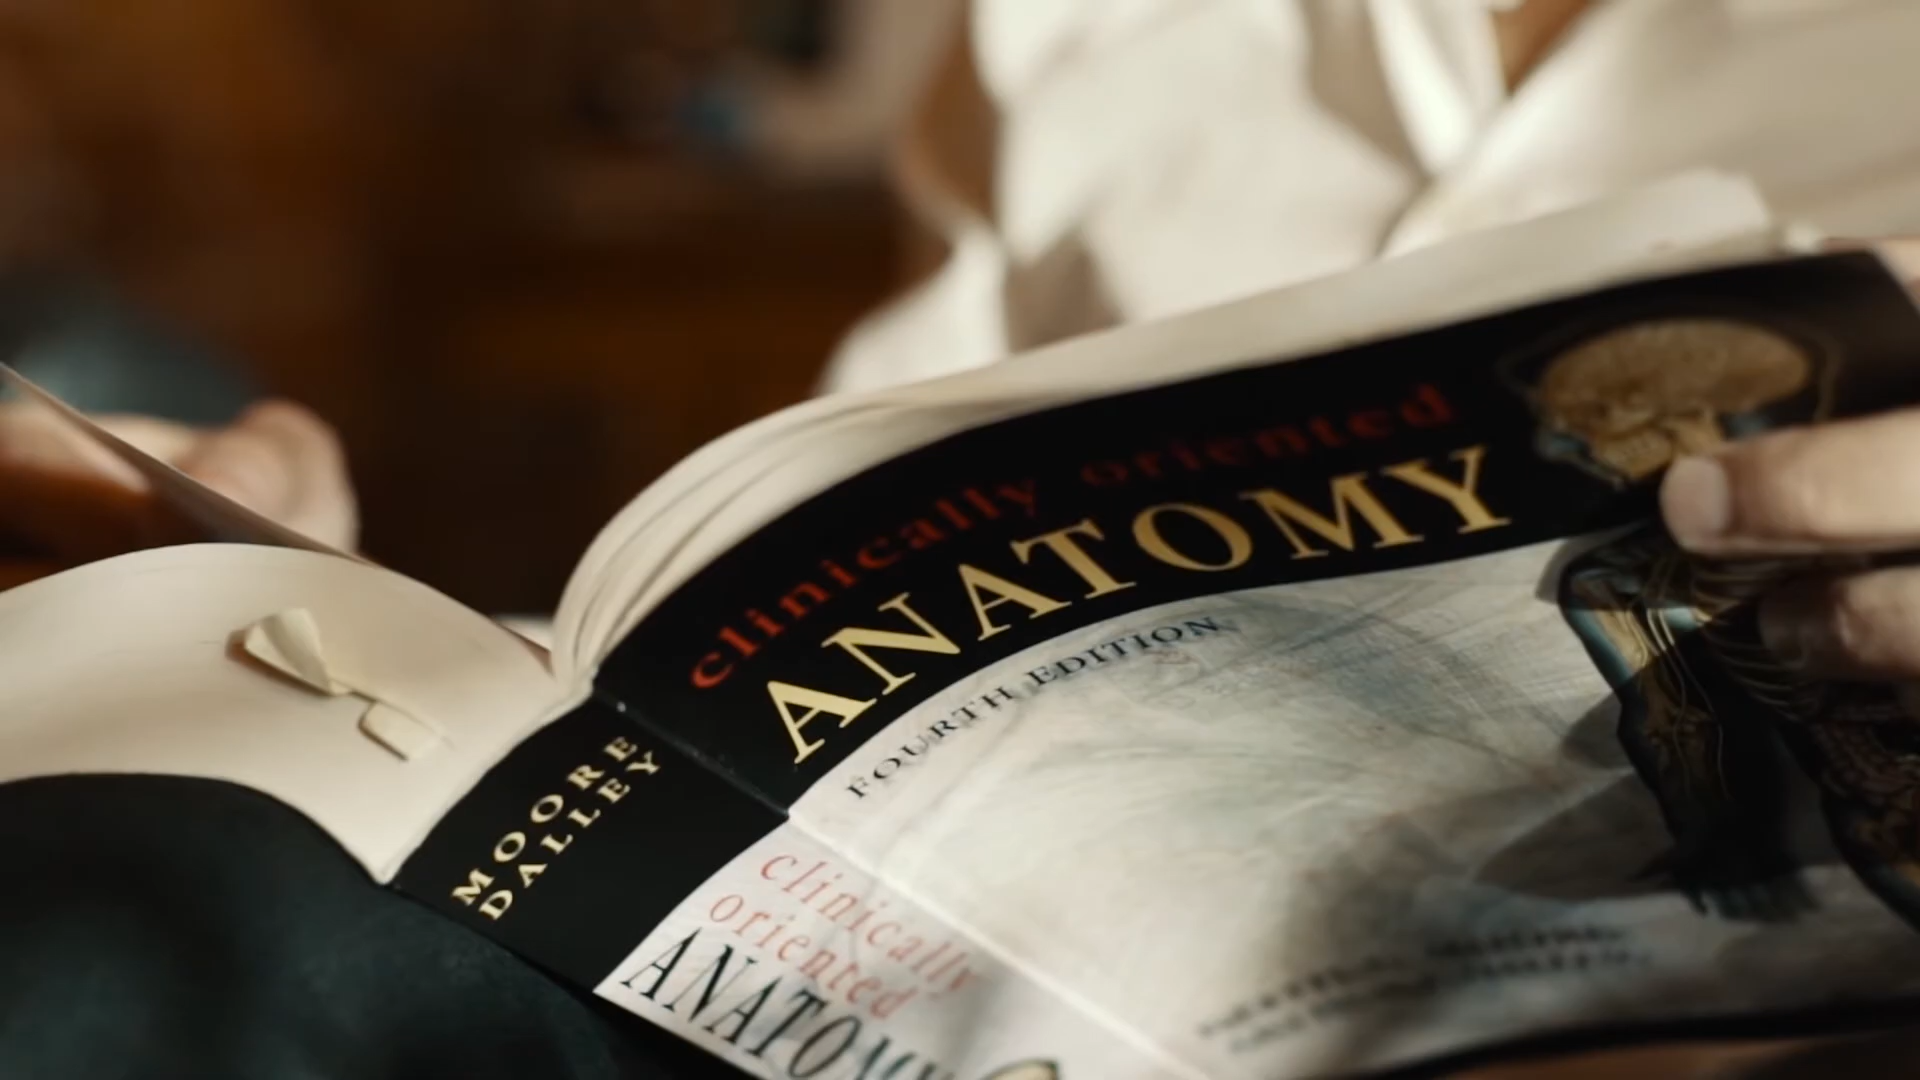 clinically oriented
ANATOMY
FOURTH EDITION
MOORE
DALLEY
clinically
oriented
ANATOMY